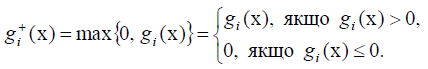 g_i^+(x) = max{0, g_i(x)} = { g_i(x), якщо g_i(x) > 0,
0, якщо g_i(x) ≤ 0.